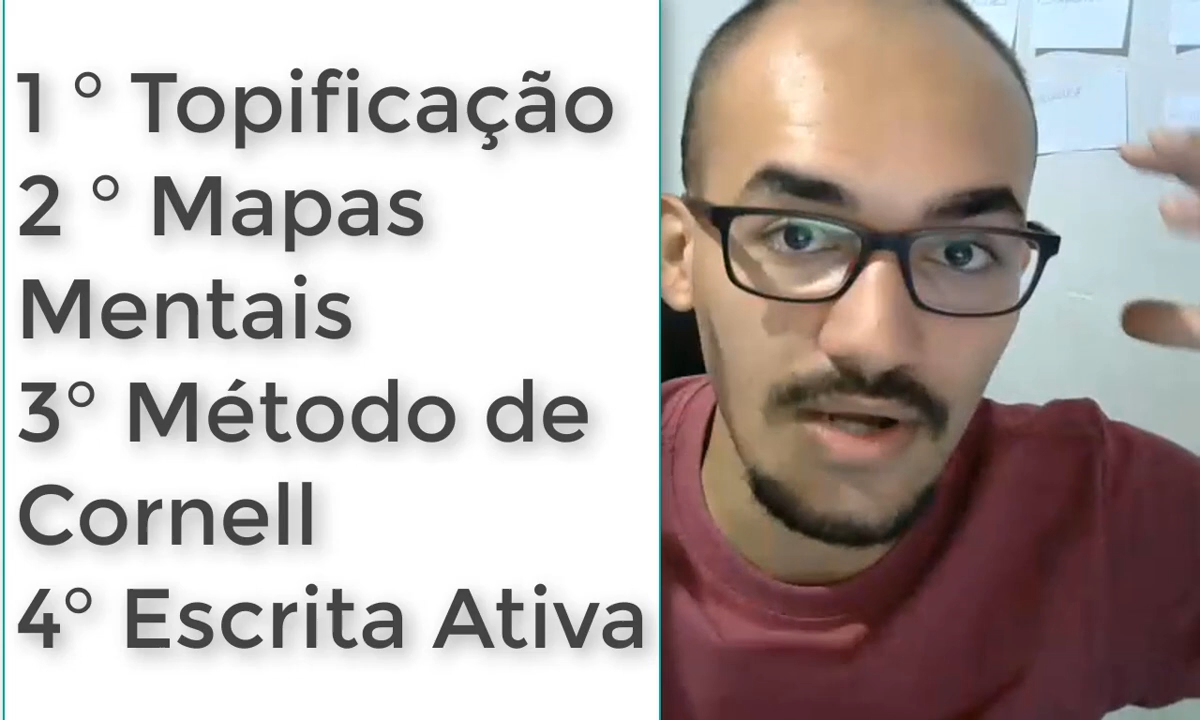 1 ° Topificação
2 ° Mapas
Mentais
3° Método de
Cornell
4° Escrita Ativa